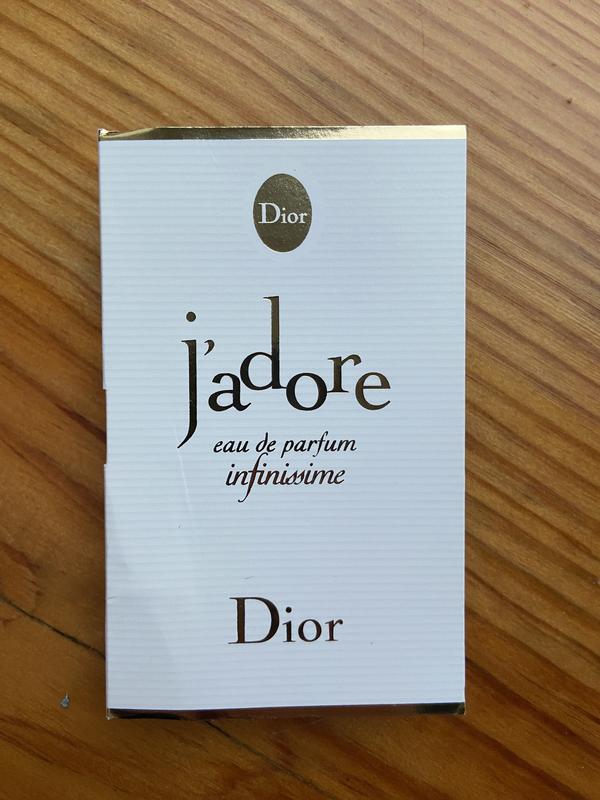 Dior
j'adore
eau de parfum
infinissime
Dior